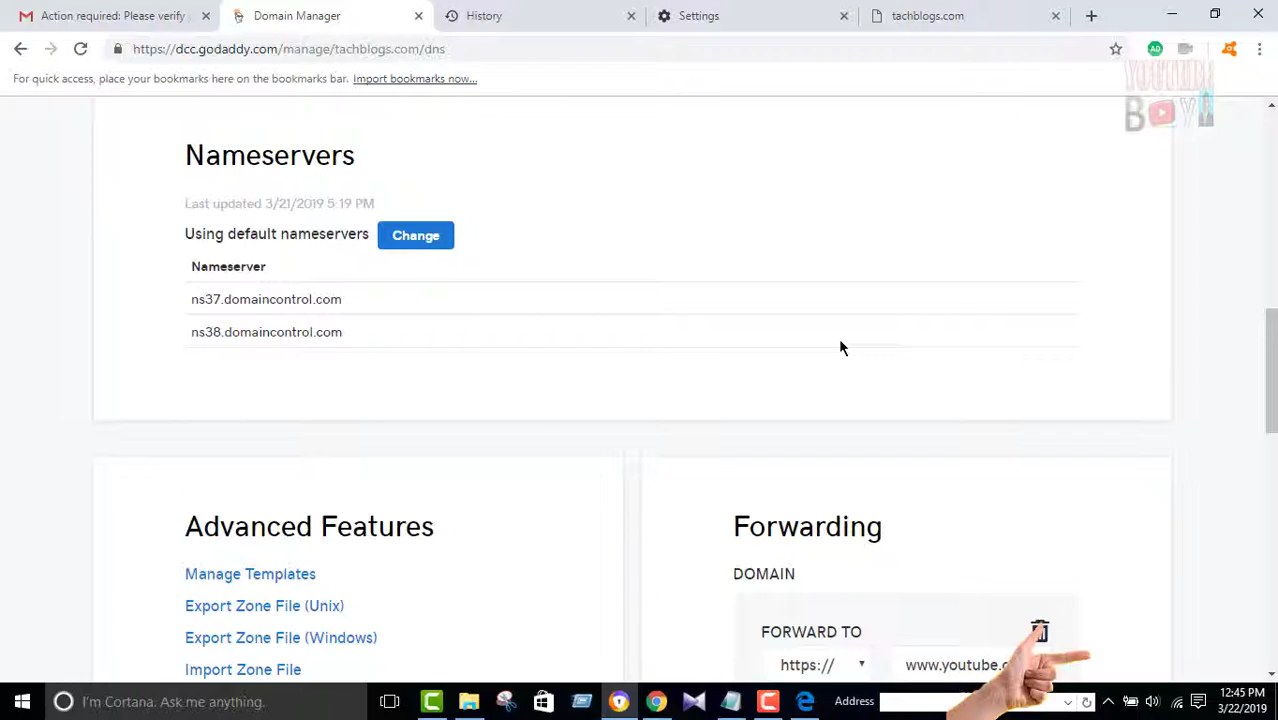 Action required: Please verify
Domain Manager
History
Settings
tachblogs.com
https://dcc.godaddy.com/manage/tachblogs.com/dns
AD
For quick access, place your bookmarks here on the bookmarks bar. Import bookmarks now...
YOUTUBER
BOY
Nameservers
Last updated 3/21/2019 5:19 PM
Using default nameservers Change
Nameserver
ns37.domaincontrol.com
ns38.domaincontrol.com
Advanced Features
Manage Templates
Export Zone File (Unix)
Export Zone File (Windows)
Import Zone File
Forwarding
DOMAIN
FORWARD TO
https:// www.youtube.c
I'm Cortana. Ask me anything.
Address
12:45 PM
3/22/2019